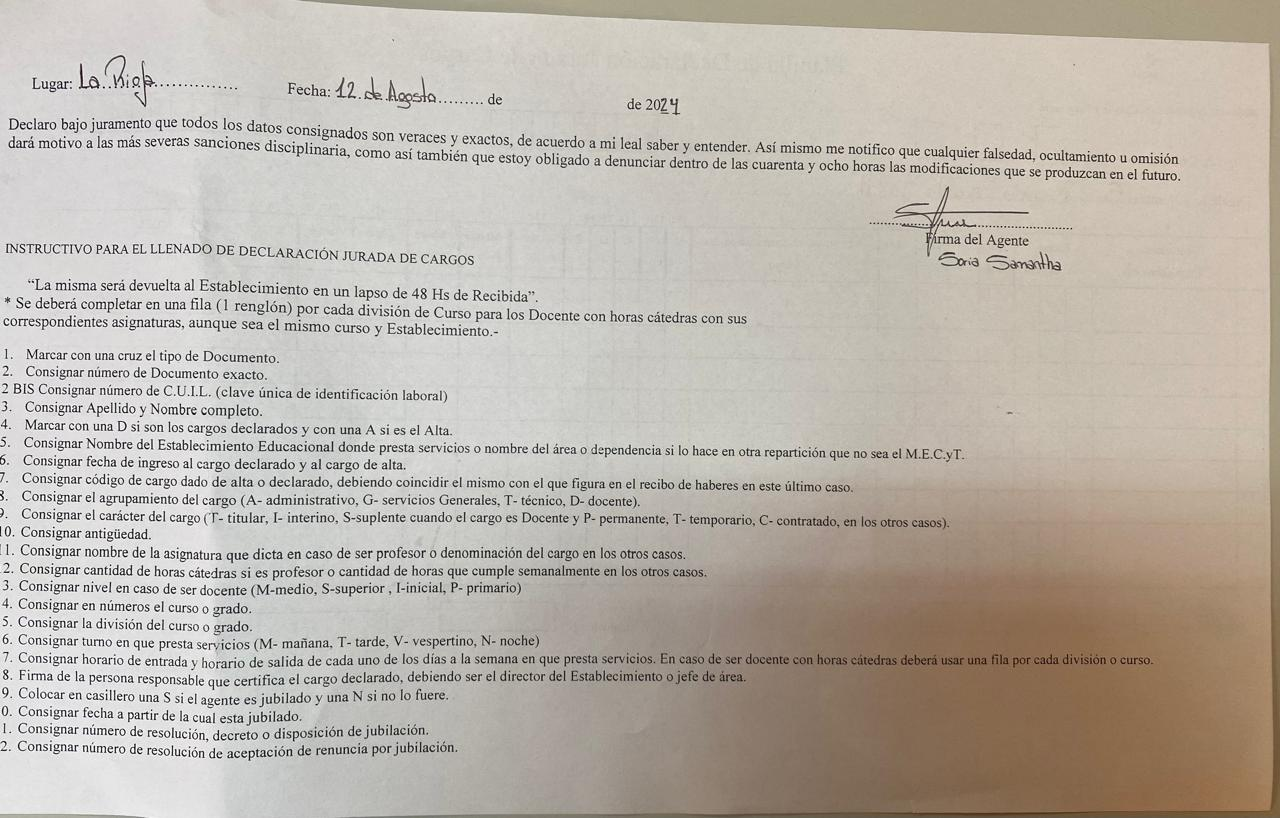 Lugar: La Rioja............... Fecha: 12 de Agosto......... de de 2024
Declaro bajo juramento que todos los datos consignados son veraces y exactos, de acuerdo a mi leal saber y entender. Así mismo me notifico que cualquier falsedad, ocultamiento u omisión
dará motivo a las más severas sanciones disciplinaria, como así también que estoy obligado a denunciar dentro de las cuarenta y ocho horas las modificaciones que se produzcan en el futuro.
Firma del Agente
Soria Samantha
INSTRUCTIVO PARA EL LLENADO DE DECLARACIÓN JURADA DE CARGOS
“La misma será devuelta al Establecimiento en un lapso de 48 Hs de Recibida”.
* Se deberá completar en una fila (1 renglón) por cada división de Curso para los Docente con horas cátedras con sus
correspondientes asignaturas, aunque sea el mismo curso y Establecimiento.-
1. Marcar con una cruz el tipo de Documento.
2. Consignar número de Documento exacto.
2 BIS Consignar número de C.U.I.L. (clave única de identificación laboral)
3. Consignar Apellido y Nombre completo.
4. Marcar con una D si son los cargos declarados y con una A si es el Alta.
5. Consignar Nombre del Establecimiento Educacional donde presta servicios o nombre del área o dependencia si lo hace en otra repartición que no sea el M.E.C.yT.
6. Consignar fecha de ingreso al cargo declarado y al cargo de alta.
7. Consignar código de cargo dado de alta o declarado, debiendo coincidir el mismo con el que figura en el recibo de haberes en este último caso.
8. Consignar el agrupamiento del cargo (A- administrativo, G- servicios Generales, T- técnico, D- docente).
9. Consignar el carácter del cargo (T- titular, I- interino, S-suplente cuando el cargo es Docente y P- permanente, T- temporario, C- contratado, en los otros casos).
10. Consignar antigüedad.
11. Consignar nombre de la asignatura que dicta en caso de ser profesor o denominación del cargo en los otros casos.
2. Consignar cantidad de horas cátedras si es profesor o cantidad de horas que cumple semanalmente en los otros casos.
3. Consignar nivel en caso de ser docente (M-medio, S-superior , I-inicial, P- primario)
4. Consignar en números el curso o grado.
5. Consignar la división del curso o grado.
6. Consignar turno en que presta servicios (M- mañana, T- tarde, V- vespertino, N- noche)
7. Consignar horario de entrada y horario de salida de cada uno de los días a la semana en que presta servicios. En caso de ser docente con horas cátedras deberá usar una fila por cada división o curso.
8. Firma de la persona responsable que certifica el cargo declarado, debiendo ser el director del Establecimiento o jefe de área.
9. Colocar en casillero una S si el agente es jubilado y una N si no lo fuere.
0. Consignar fecha a partir de la cual esta jubilado.
1. Consignar número de resolución, decreto o disposición de jubilación.
2. Consignar número de resolución de aceptación de renuncia por jubilación.